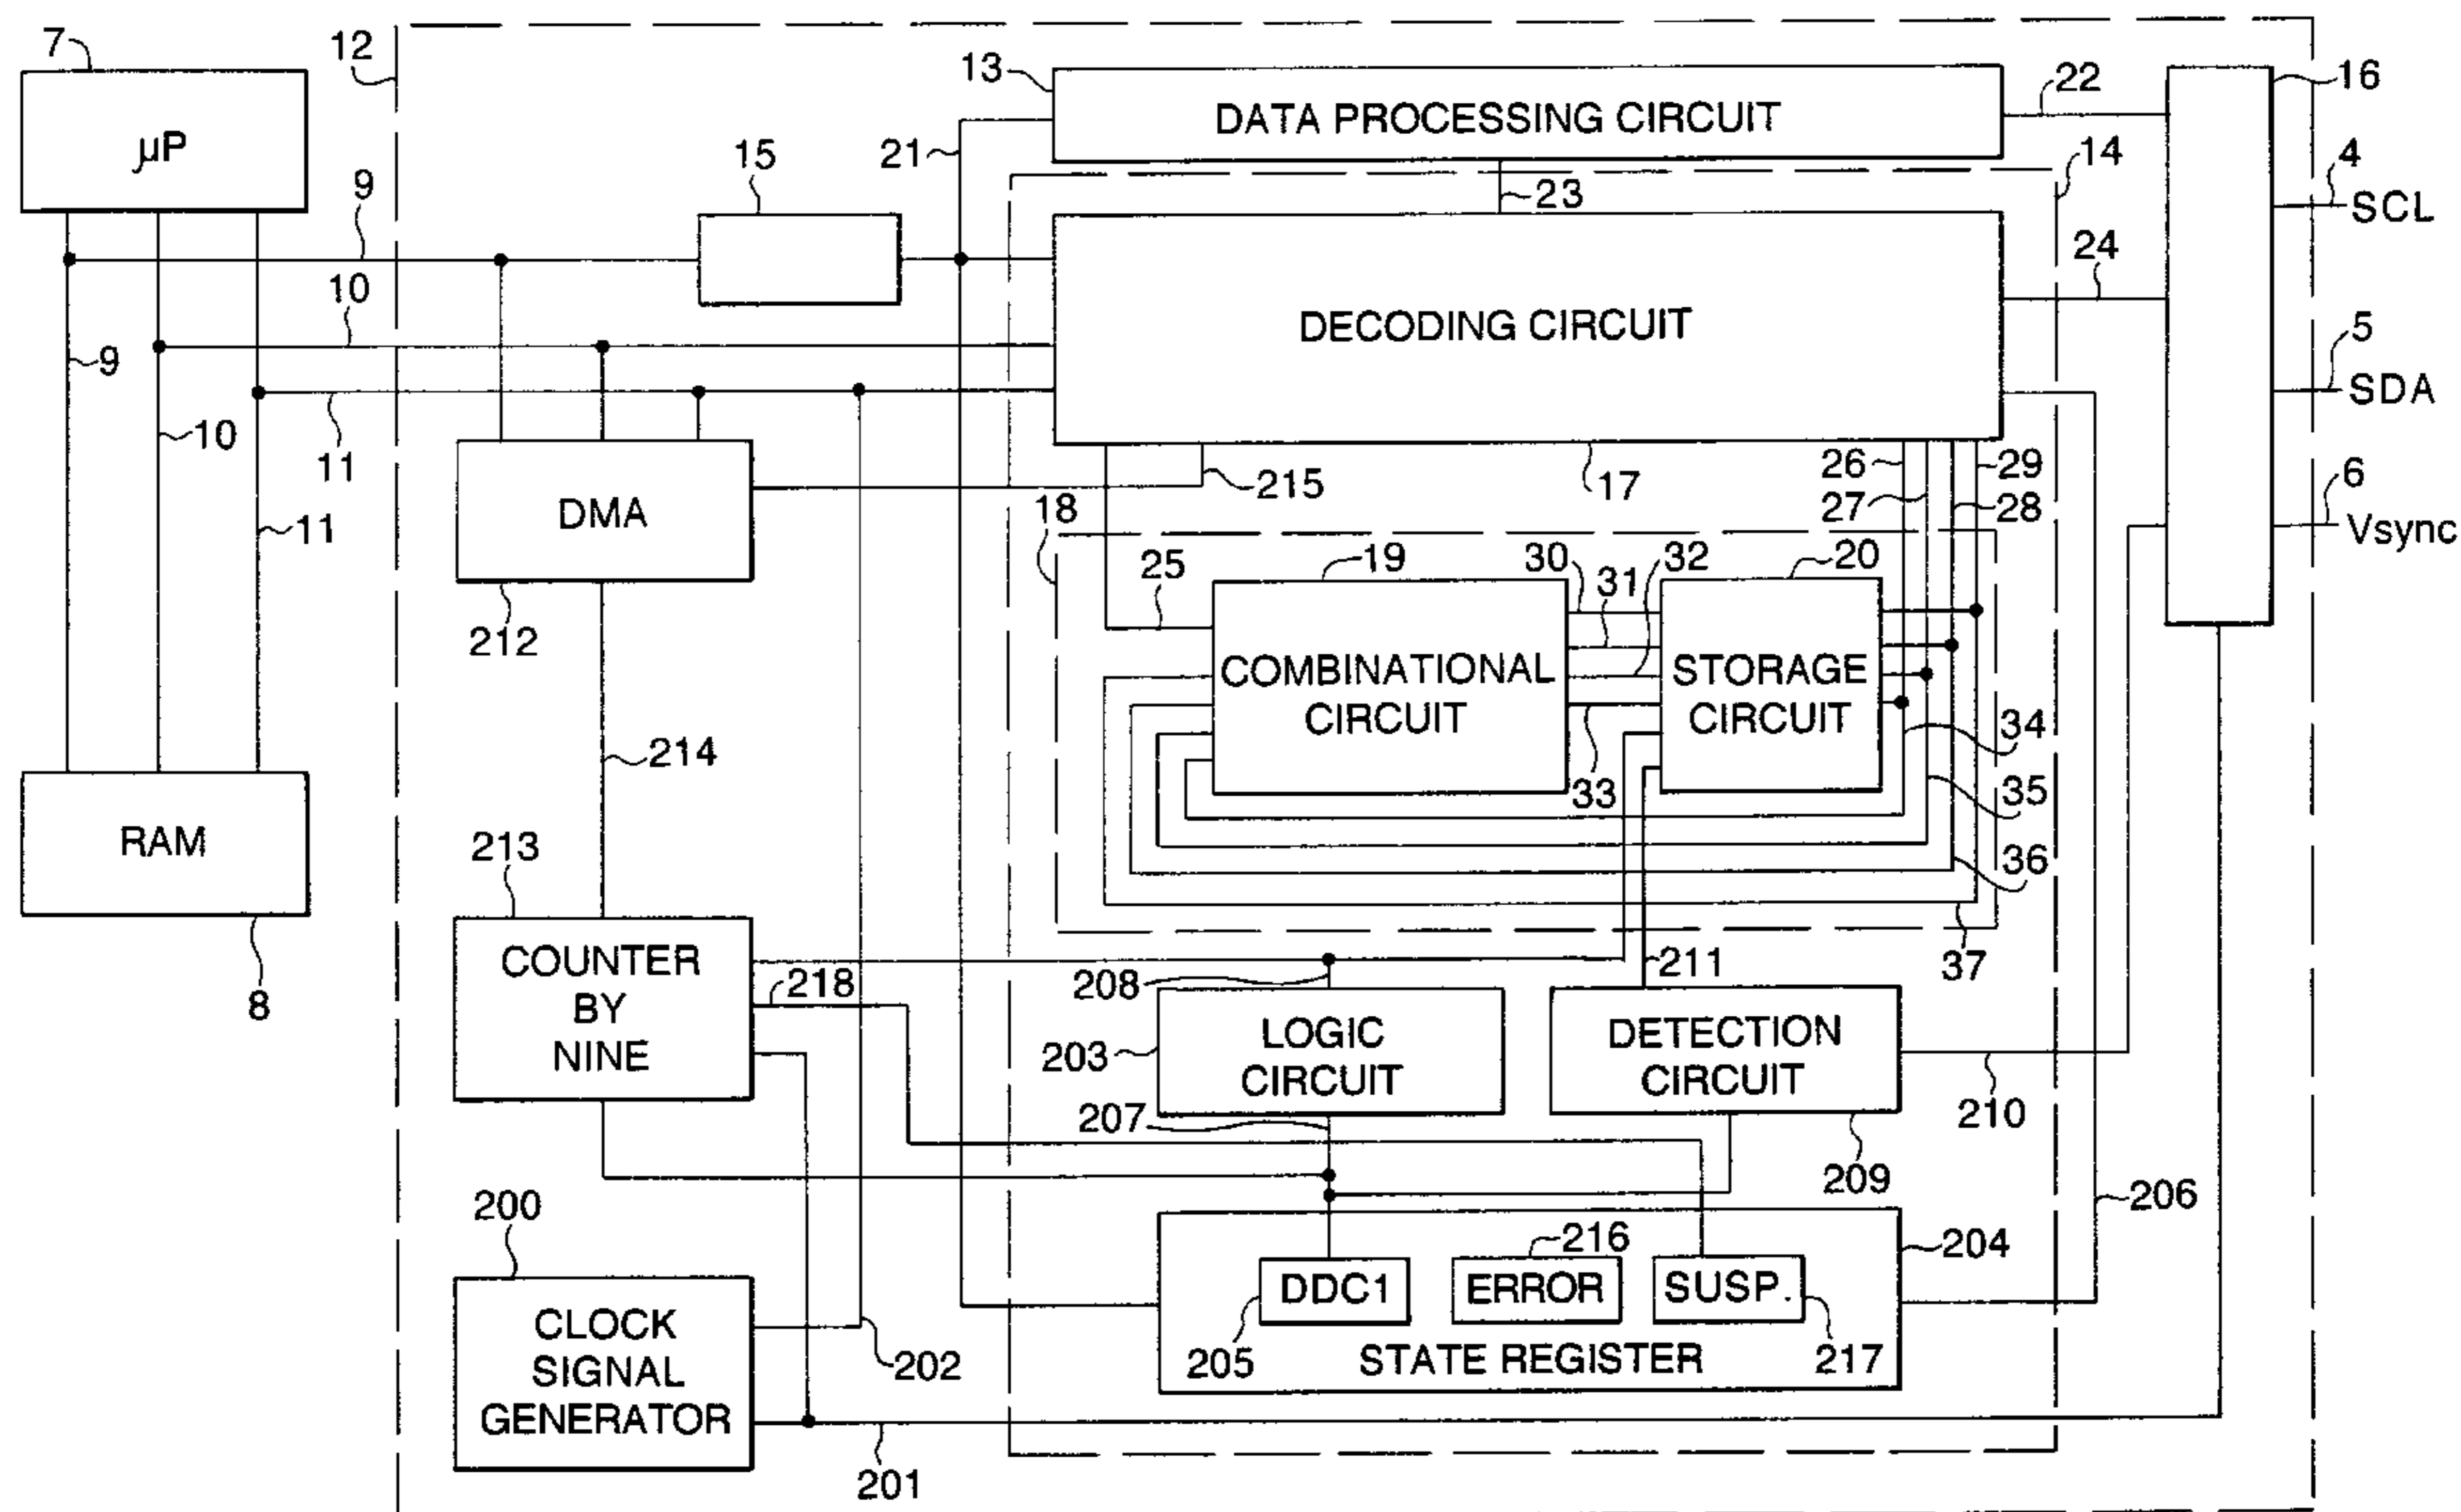 7
12
13
DATA PROCESSING CIRCUIT
22
16
µP
15
21
14
4
SCL
9
23
24
10
DECODING CIRCUIT
9
5
SDA
10
11
215
17
26
29
6
DMA
18
27
28
Vsync
11
25
19
30
31
32
20
212
COMBINATIONAL
CIRCUIT
STORAGE
CIRCUIT
34
214
33
35
RAM
213
36
COUNTER
BY
NINE
218
208
211
37
8
203
LOGIC
CIRCUIT
DETECTION
CIRCUIT
207
210
209
200
206
216
204
DDC1
ERROR
SUSP.
CLOCK
SIGNAL
GENERATOR
202
205
STATE REGISTER
217
201